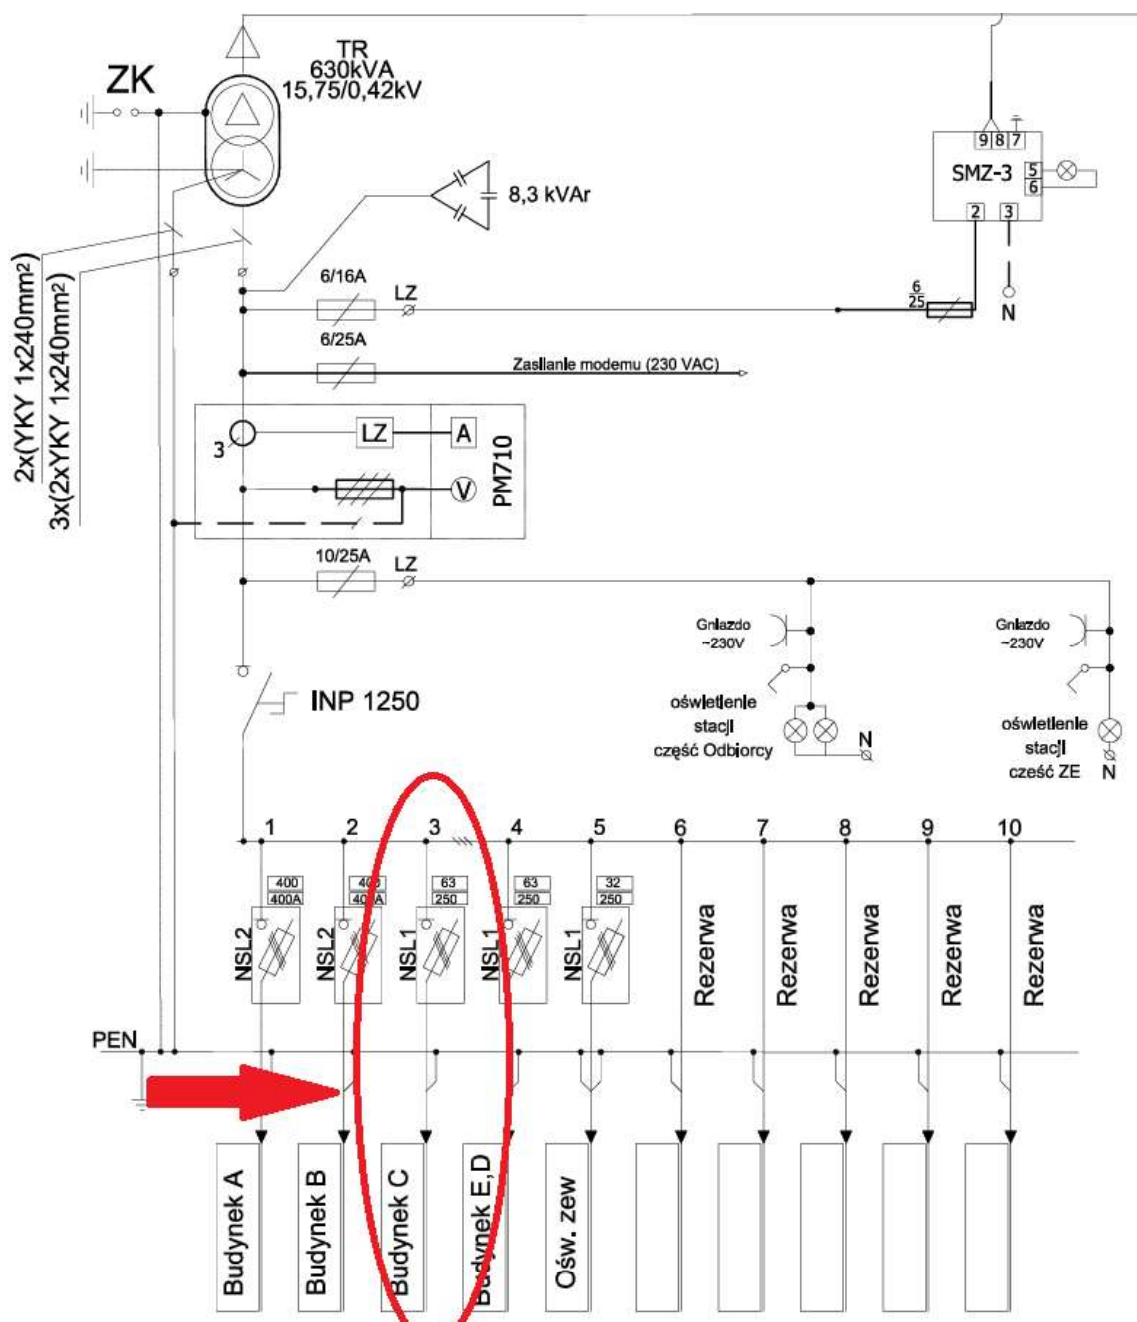 TR
630kVA
15,75/0,42kV
ZK
9 8 7
SMZ-3
5
6
2 3
8,3 kVAr
6/16A
LZ
6
25
N
6/25A
Zasilanie modemu (230 VAC)
2x(YKY 1x240mm²)
3x(2xYKY 1x240mm²)
3
LZ
A
V
PM710
10/25A
LZ
Gniazdo
~230V
Gniazdo
~230V
INP 1250
oświetlenie
stacji
część Odbiorcy
N
oświetlenie
stacji
cześć ZE
N
1 2 3 4 5 6 7 8 9 10
400
400A
400
400A
63
250
63
250
32
250
NSL2
NSL2
NSL1
NSL1
NSL1
Rezerwa
Rezerwa
Rezerwa
Rezerwa
Rezerwa
PEN
Budynek A
Budynek B
Budynek C
Budynek E,D
Ośw. zew